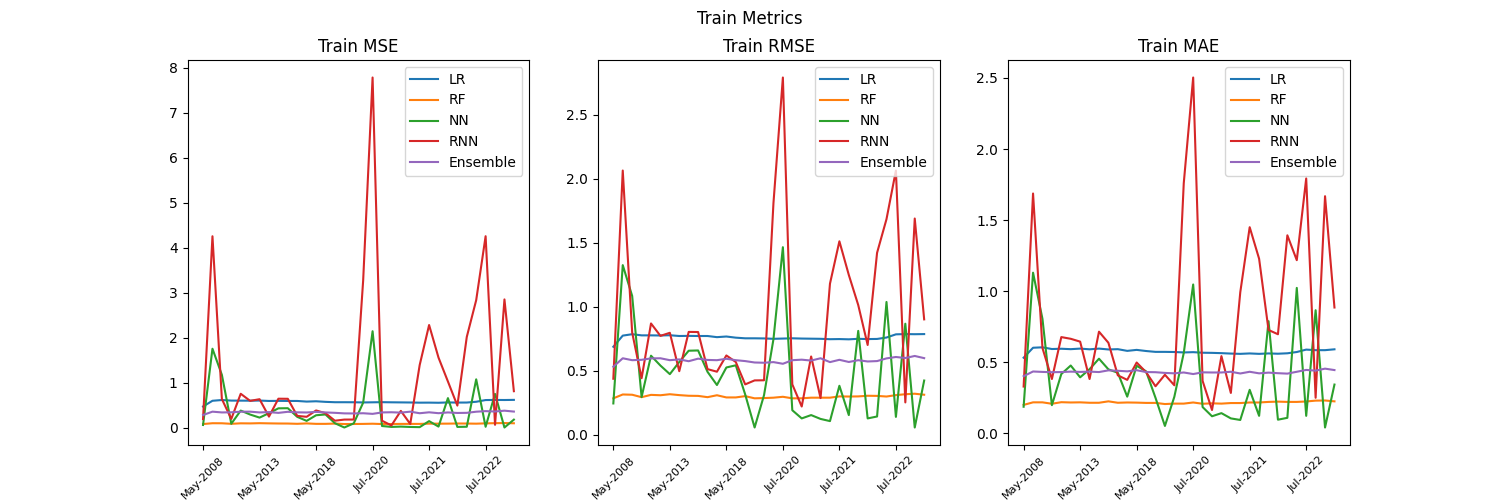 Train Metrics
Train MSE
8
7
6
5
4
3
2
1
0
LR
RF
NN
RNN
Ensemble
May-2008
May-2013
May-2018
Jul-2020
Jul-2021
Jul-2022
Train RMSE
2.5
2.0
1.5
1.0
0.5
0.0
LR
RF
NN
RNN
Ensemble
May-2008
May-2013
May-2018
Jul-2020
Jul-2021
Jul-2022
Train MAE
2.5
2.0
1.5
1.0
0.5
0.0
LR
RF
NN
RNN
Ensemble
May-2008
May-2013
May-2018
Jul-2020
Jul-2021
Jul-2022